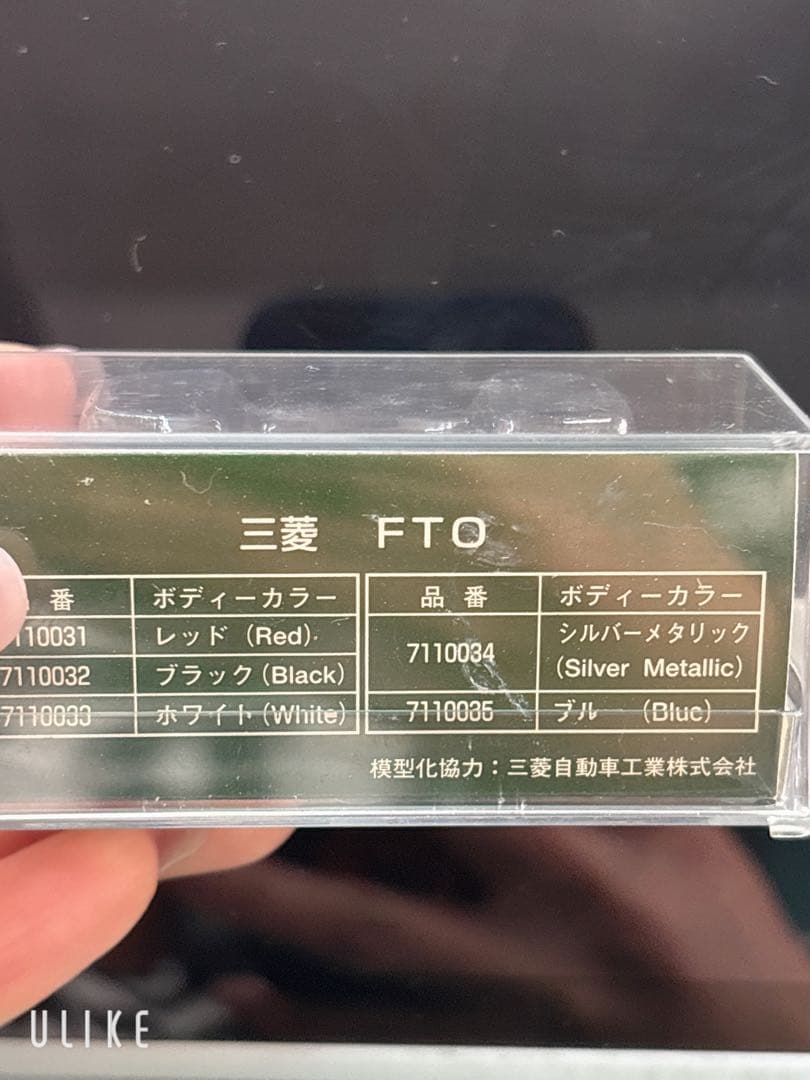 三菱 FTO
番 ボディーカラー
7110031 レッド (Red)
7110032 ブラック (Black)
7110033 ホワイト (White)
品番 ボディーカラー
7110034 シルバーメタリック
(Silver Metallic)
7110035 ブルー (Blue)
模型化協力：三菱自動車工業株式会社
ULIKE